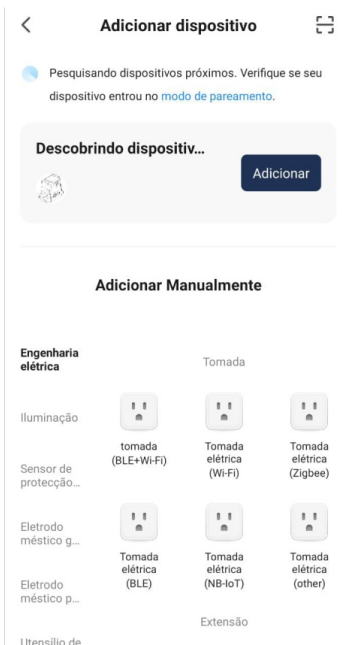 Adicionar dispositivo
Pesquisando dispositivos próximos. Verifique se seu
dispositivo entrou no modo de pareamento.
Descobrindo dispositiv...
Adicionar
Adicionar Manualmente
Engenharia
elétrica
Iluminação
Sensor de
protecção...
Eletrodo
méstico g...
Eletrodo
méstico p...
Utensílio de
Tomada
tomada
(BLE+Wi-Fi)
Tomada
elétrica
(Wi-Fi)
Tomada
elétrica
(Zigbee)
Tomada
elétrica
(BLE)
Tomada
elétrica
(NB-IoT)
Tomada
elétrica
(other)
Extensão